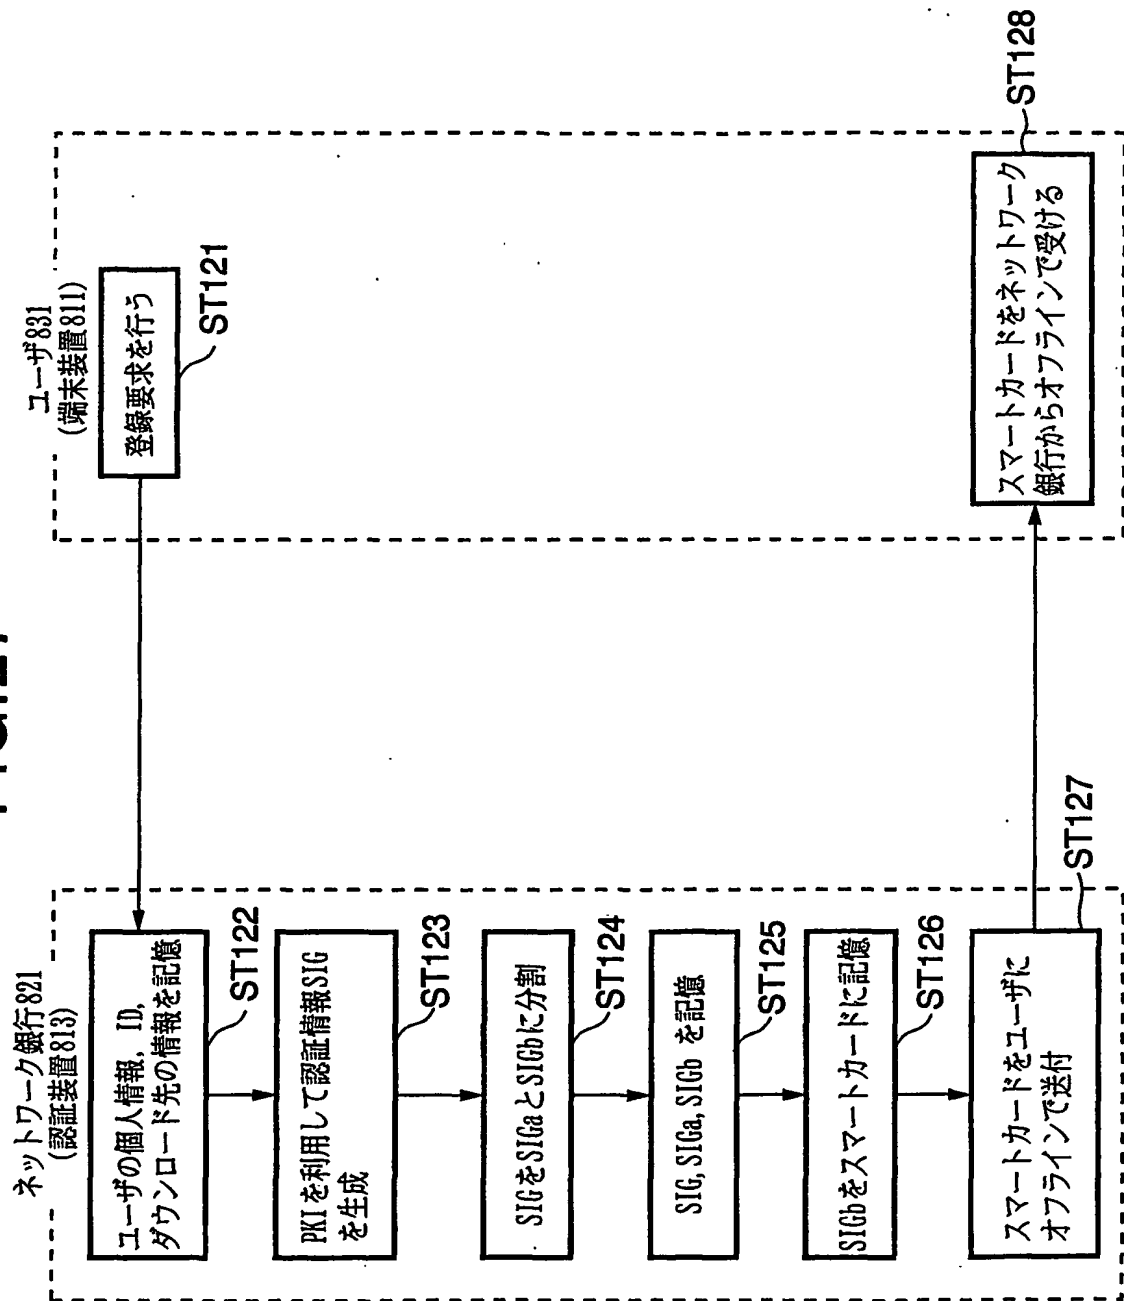 ネットワーク銀行821
(認証装置813)
ユーザの個人情報, ID,
ダウンロード先の情報を記憶
ST122
PKIを利用して認証情報SIG
を生成
ST123
SIGをSIGaとSIGbに分割
ST124
SIG, SIGa, SIGb を記憶
ST125
SIGbをスマートカードに記憶
ST126
スマートカードをユーザに
オフラインで送付
ST127
ユーザ831
(端末装置811)
登録要求を行う
ST121
スマートカードをネットワーク
銀行からオフラインで受ける
ST128